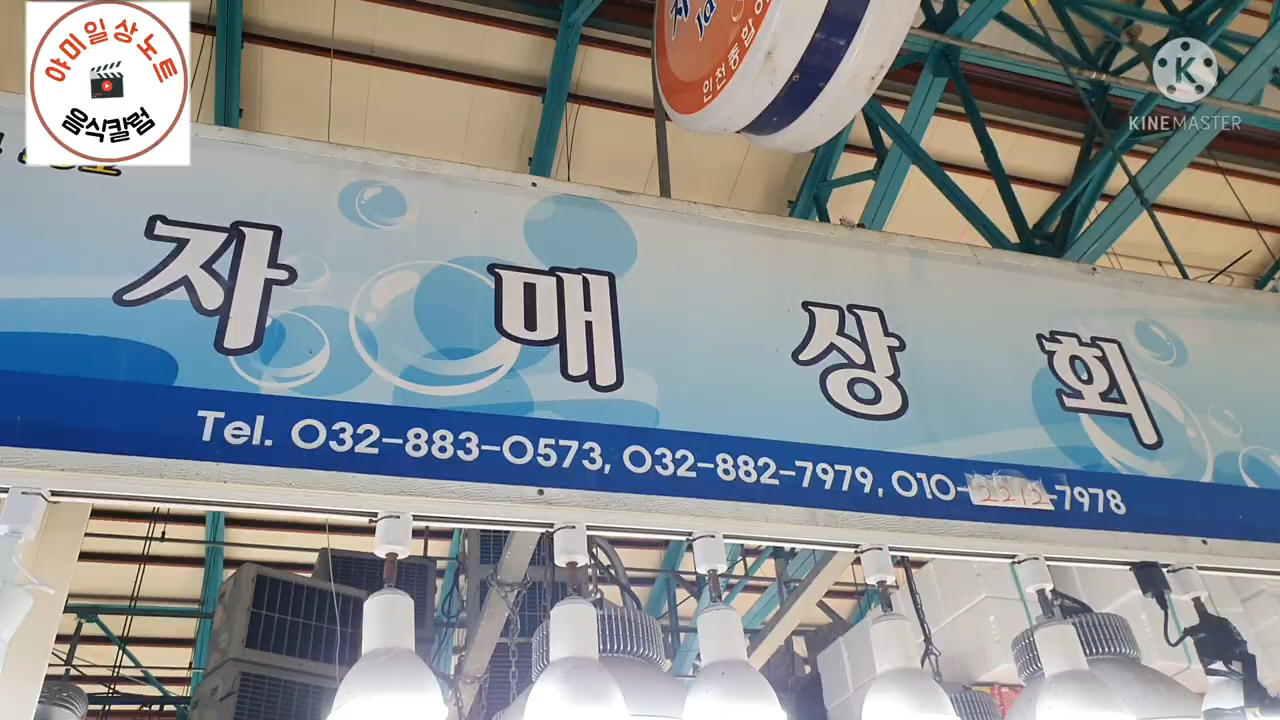 야미일상노트
음식칼럼
인천종합어
KINEMASTER
자매상회
Tel. 032-883-0573, 032-882-7979, 010-2212-7978